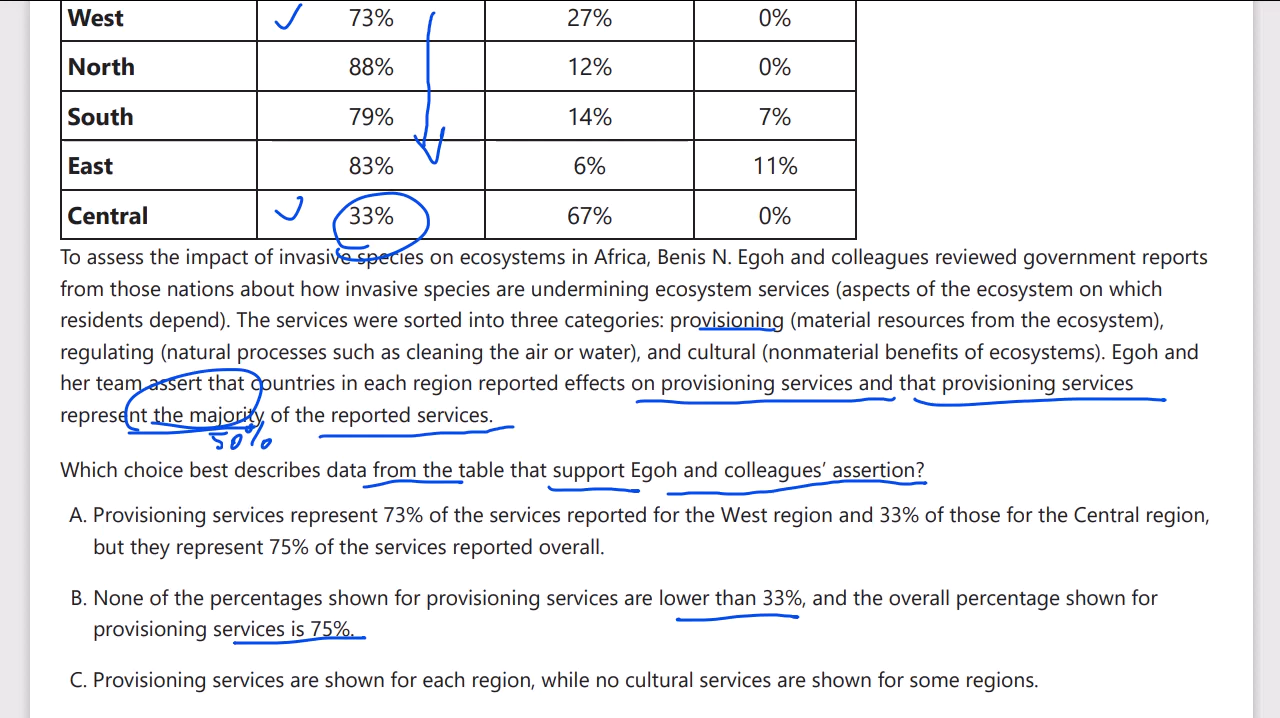 West 73% 27% 0%
North 88% 12% 0%
South 79% 14% 7%
East 83% 6% 11%
Central 33% 67% 0%
To assess the impact of invasive species on ecosystems in Africa, Benis N. Egoh and colleagues reviewed government reports
from those nations about how invasive species are undermining ecosystem services (aspects of the ecosystem on which
residents depend). The services were sorted into three categories: provisioning (material resources from the ecosystem),
regulating (natural processes such as cleaning the air or water), and cultural (nonmaterial benefits of ecosystems). Egoh and
her team assert that countries in each region reported effects on provisioning services and that provisioning services
represent the majority of the reported services.
50%
Which choice best describes data from the table that support Egoh and colleagues’ assertion?
A. Provisioning services represent 73% of the services reported for the West region and 33% of those for the Central region,
but they represent 75% of the services reported overall.
B. None of the percentages shown for provisioning services are lower than 33%, and the overall percentage shown for
provisioning services is 75%.
C. Provisioning services are shown for each region, while no cultural services are shown for some regions.